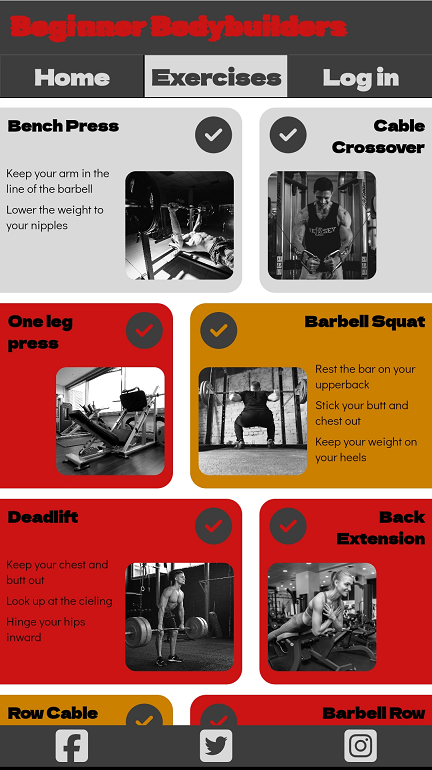 Beginner Bodybuilders
Home
Exercises
Log in
Bench Press
Keep your arm in the
line of the barbell
Lower the weight to
your nipples
Cable
Crossover
One leg
press
Barbell Squat
Rest the bar on your
upperback
Stick your butt and
chest out
Keep your weight on
your heels
Deadlift
Keep your chest and
butt out
Look up at the cieling
Hinge your hips
inward
Back
Extension
Row Cable
Barbell Row